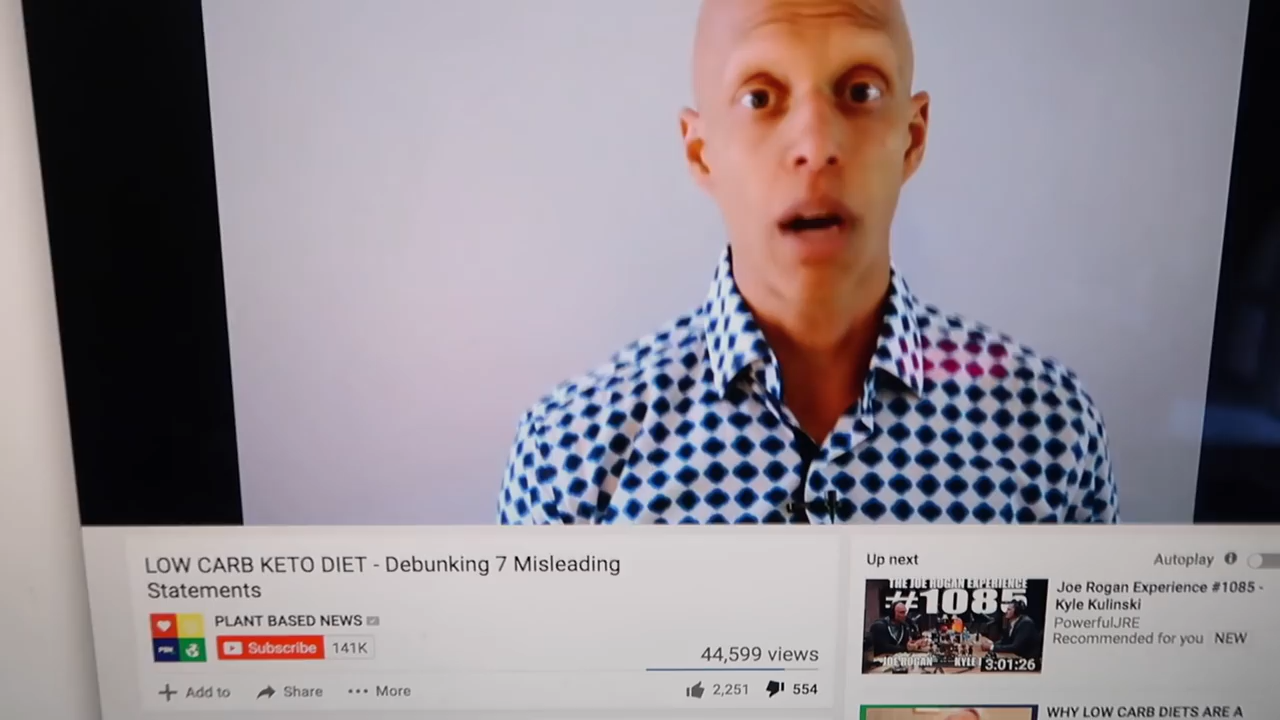 LOW CARB KETO DIET - Debunking 7 Misleading
Statements
PLANT BASED NEWS
Subscribe 141K
44,599 views
Add to Share More
2,251 554
Up next
Autoplay
THE JOE ROGAN EXPERIENCE
#1085
JOE ROGAN KYLE
3:01:26
Joe Rogan Experience #1085 -
Kyle Kulinski
PowerfulJRE
Recommended for you NEW
WHY LOW CARB DIETS ARE A